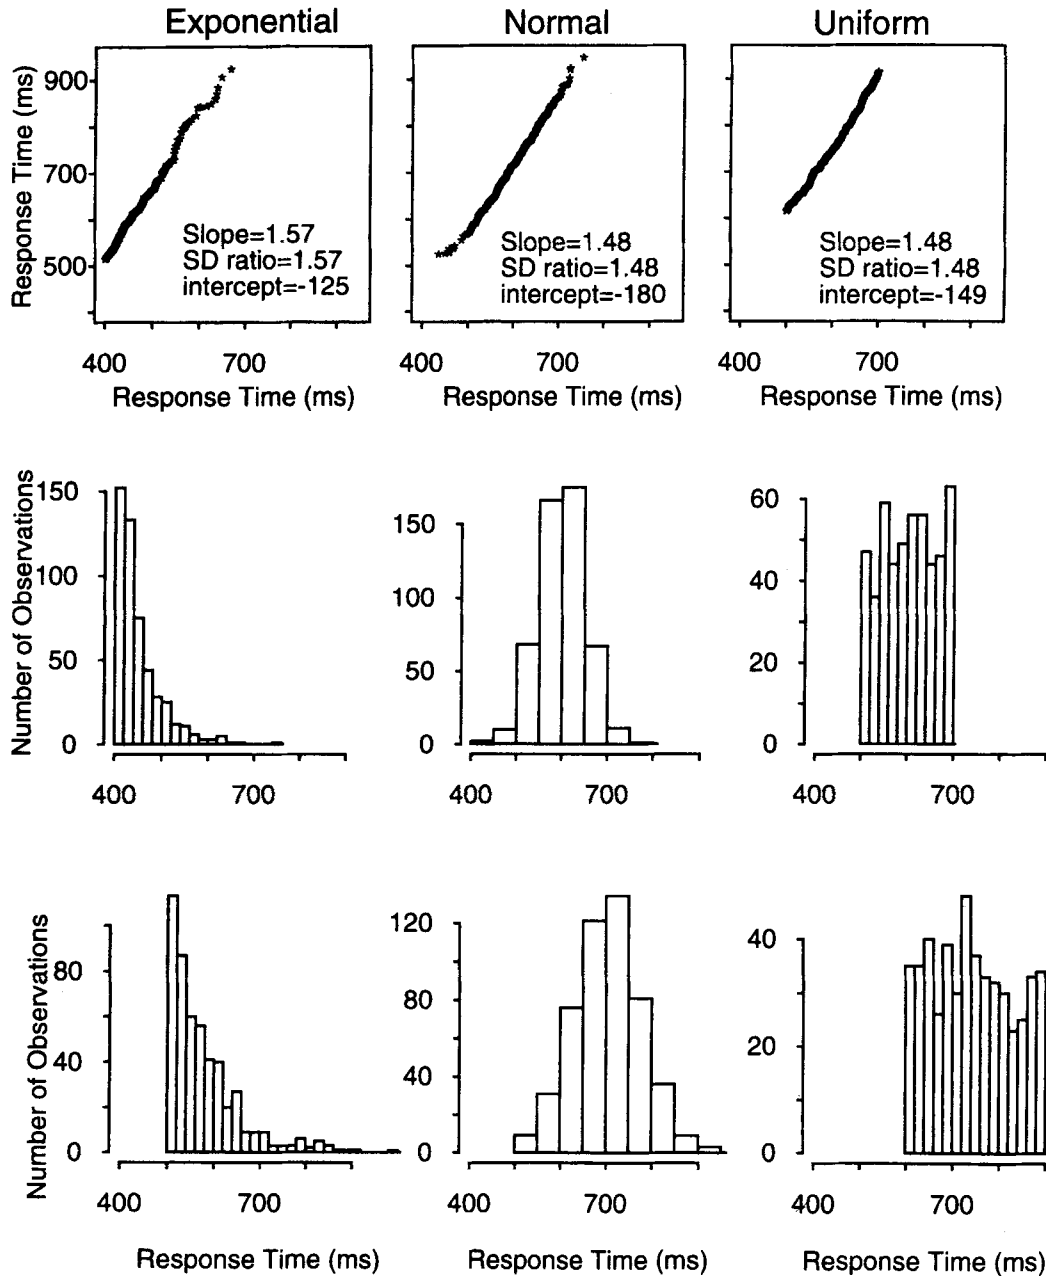 Exponential
Normal
Uniform
Response Time (ms)
900
700
500
Slope=1.57
SD ratio=1.57
intercept=-125
Slope=1.48
SD ratio=1.48
intercept=-180
Slope=1.48
SD ratio=1.48
intercept=-149
400 700
400 700
400 700
Response Time (ms)
Response Time (ms)
Response Time (ms)
Number of Observations
150
100
50
0
150
100
50
0
60
40
20
0
400 700
400 700
400 700
Number of Observations
80
40
0
120
80
40
0
40
20
0
400 700
400 700
400 700
Response Time (ms)
Response Time (ms)
Response Time (ms)